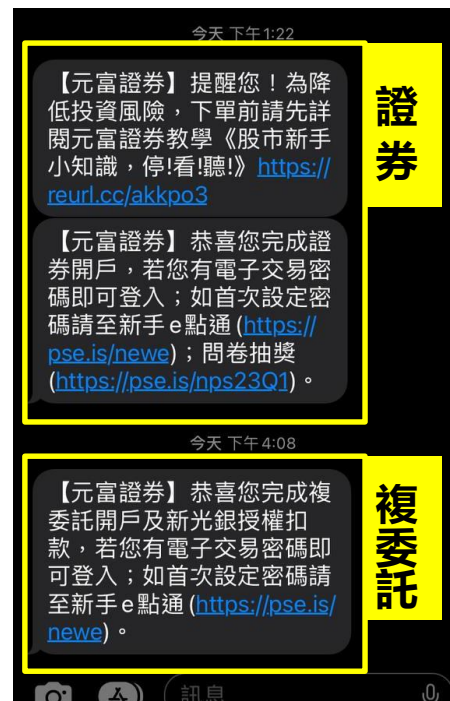 今天 下午1:22
【元富證券】提醒您！為降
低投資風險，下單前請先詳
閱元富證券教學《股市新手
小知識，停!看!聽!》https://
reurl.cc/akkpo3
證券
【元富證券】恭喜您完成證
券開戶，若您有電子交易密
碼即可登入；如首次設定密
碼請至新手e點通(https://
pse.is/newe)；問卷抽獎
(https://pse.is/nps23Q1)。
今天 下午4:08
【元富證券】恭喜您完成複
委託開戶及新光銀授權扣
款，若您有電子交易密碼即
可登入；如首次設定密碼請
至新手e點通(https://pse.is/
newe)。
複委託
訊息